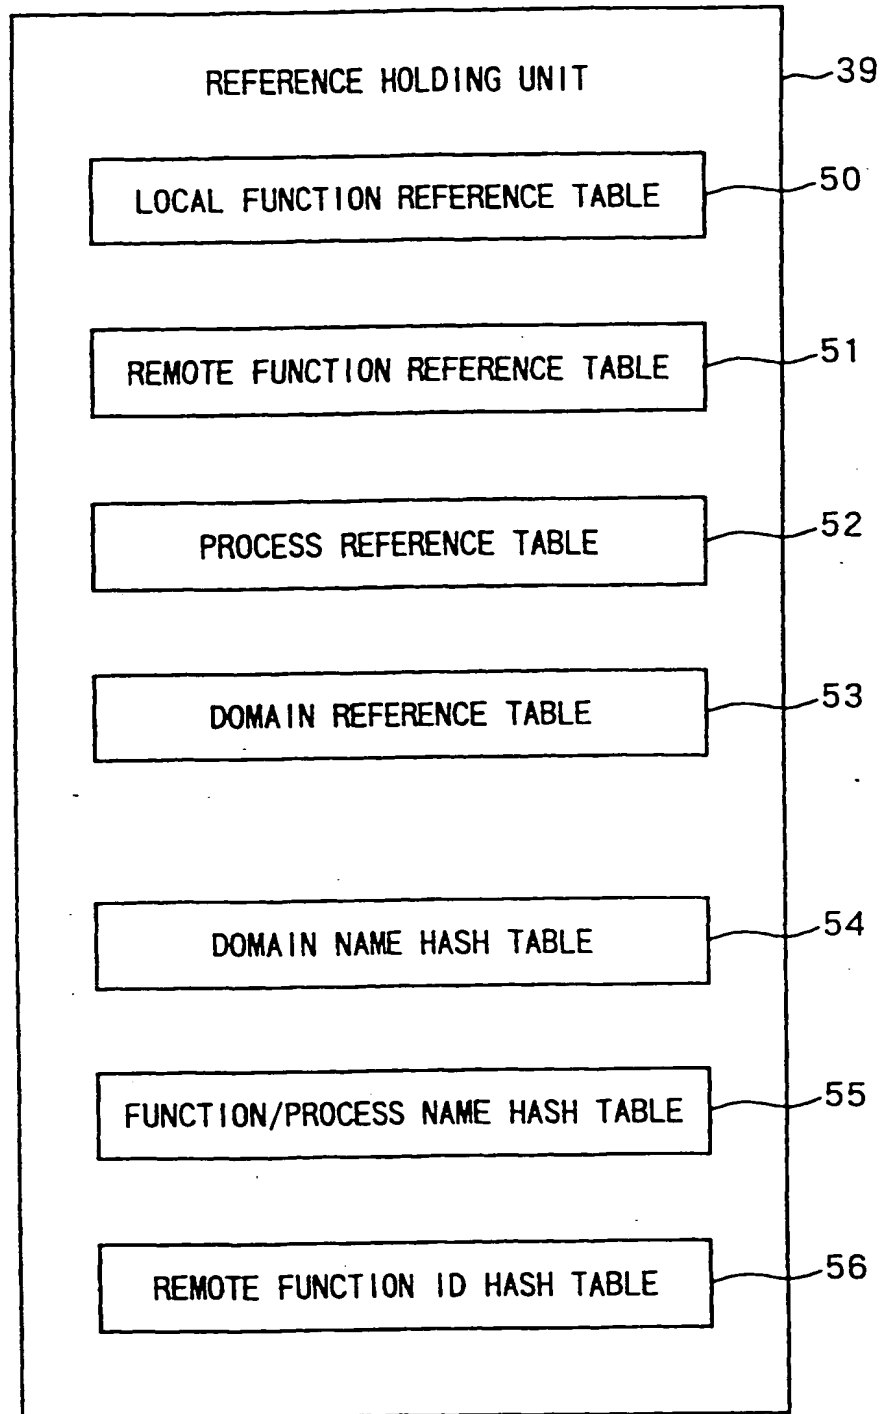 REFERENCE HOLDING UNIT
39
LOCAL FUNCTION REFERENCE TABLE
50
REMOTE FUNCTION REFERENCE TABLE
51
PROCESS REFERENCE TABLE
52
DOMAIN REFERENCE TABLE
53
DOMAIN NAME HASH TABLE
54
FUNCTION/PROCESS NAME HASH TABLE
55
REMOTE FUNCTION ID HASH TABLE
56